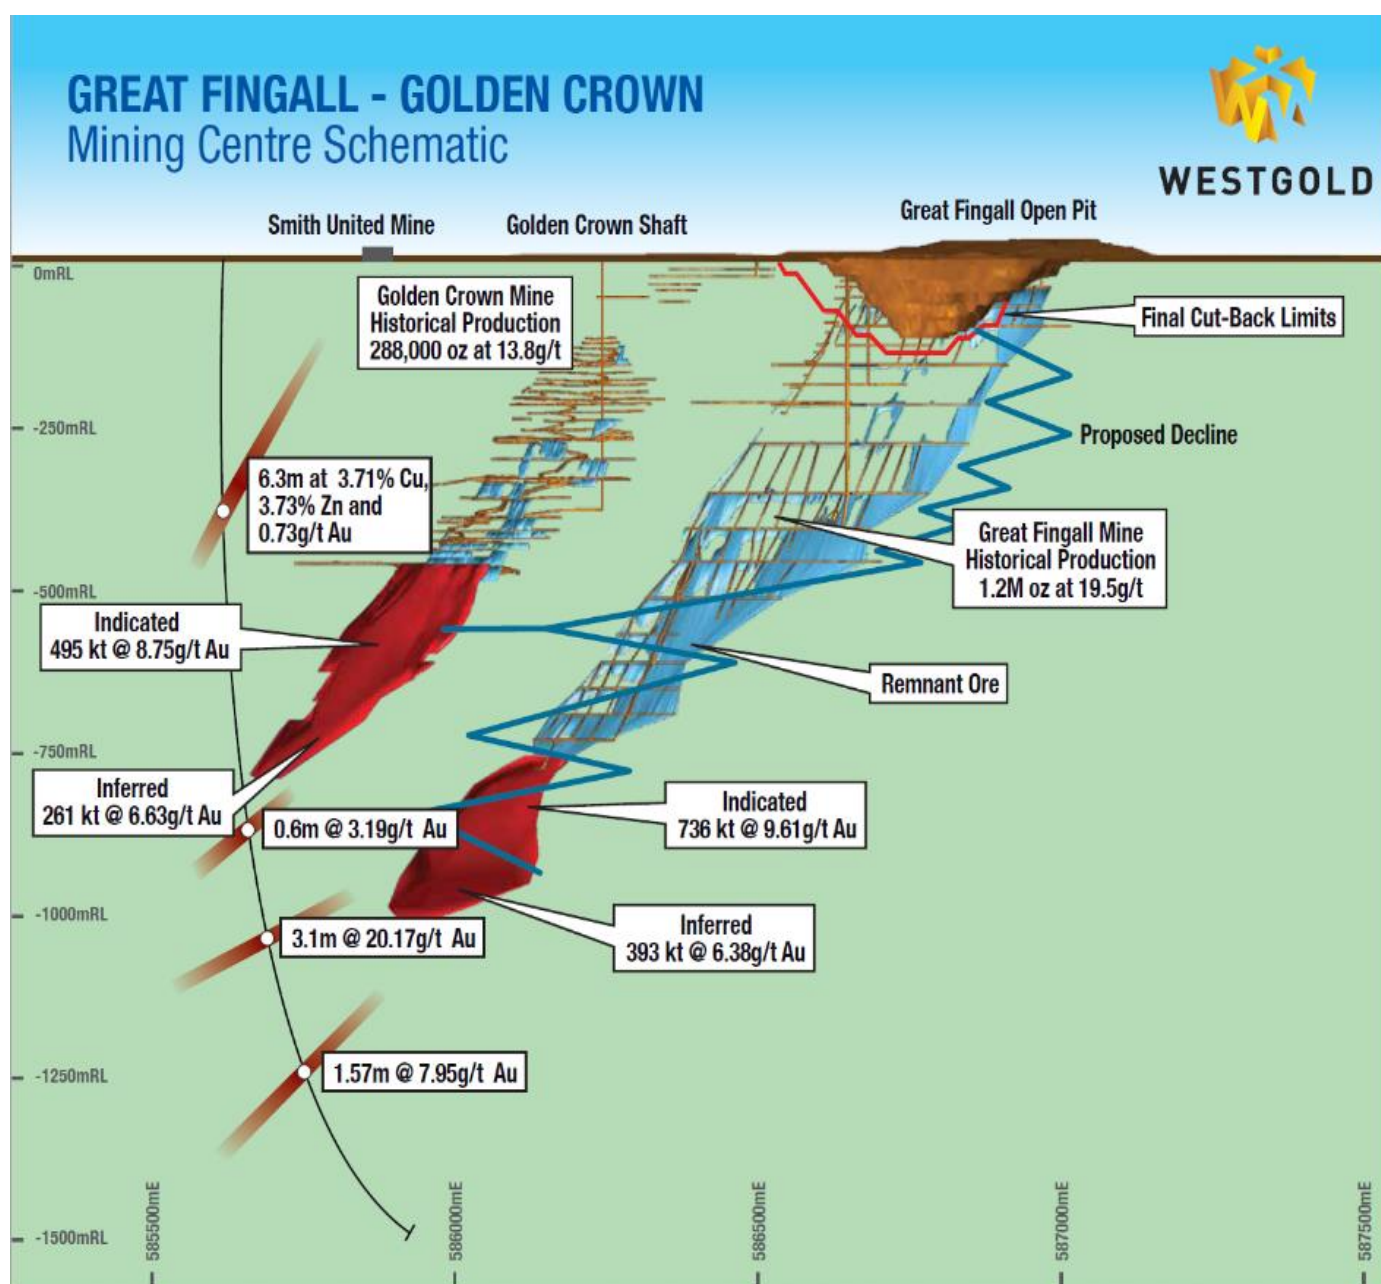 GREAT FINGALL - GOLDEN CROWN
Mining Centre Schematic
WESTGOLD
Smith United Mine
Golden Crown Shaft
Great Fingall Open Pit
0mRL
Golden Crown Mine
Historical Production
288,000 oz at 13.8g/t
Final Cut-Back Limits
-250mRL
Proposed Decline
6.3m at 3.71% Cu,
3.73% Zn and
0.73g/t Au
Great Fingall Mine
Historical Production
1.2M oz at 19.5g/t
-500mRL
Indicated
495 kt @ 8.75g/t Au
Remnant Ore
-750mRL
Inferred
261 kt @ 6.63g/t Au
0.6m @ 3.19g/t Au
Indicated
736 kt @ 9.61g/t Au
-1000mRL
3.1m @ 20.17g/t Au
Inferred
393 kt @ 6.38g/t Au
-1250mRL
1.57m @ 7.95g/t Au
-1500mRL
585500mE
586000mE
586500mE
587000mE
587500mE